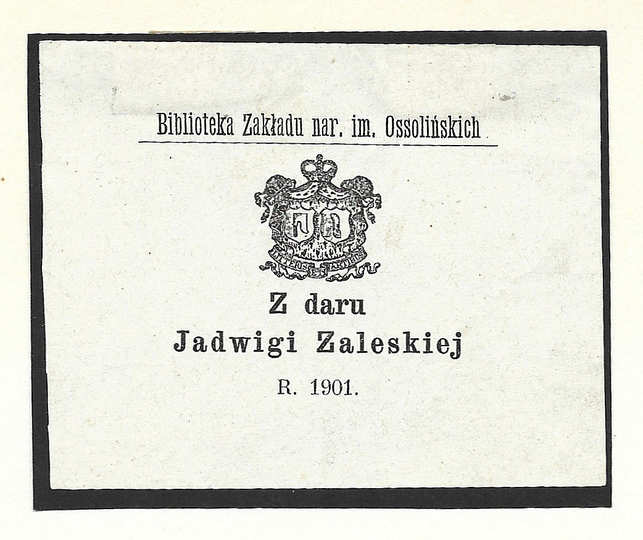 Biblioteka Zakładu nar. im. Ossolińskich
Z daru
Jadwigi Zaleskiej
R. 1901.